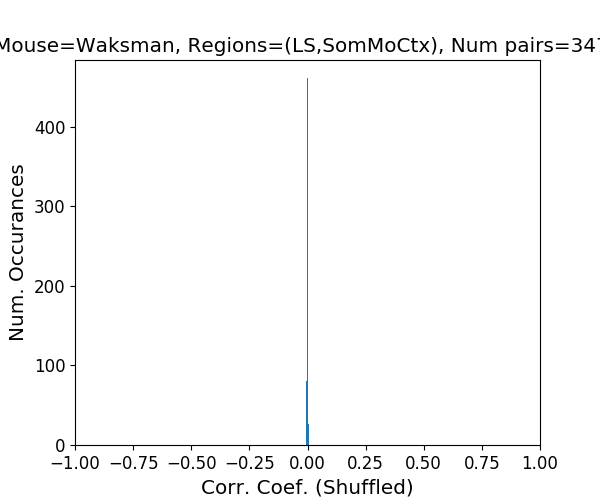 Mouse=Waksman, Regions=(LS,SomMoCtx), Num pairs=347
400
300
200
100
0
Num. Occurances
−1.00 −0.75 −0.50 −0.25 0.00 0.25 0.50 0.75 1.00
Corr. Coef. (Shuffled)